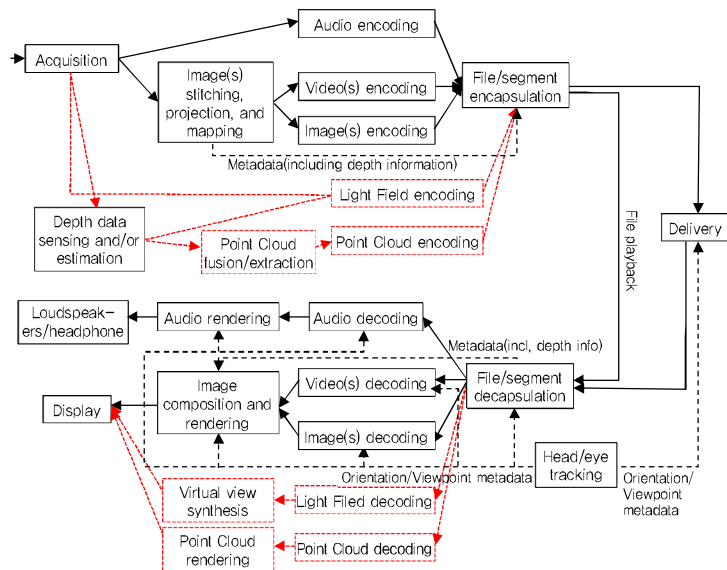 Audio encoding
Acquisition
Image(s)
stitching,
projection, and
mapping
Video(s) encoding
Image(s) encoding
File/segment
encapsulation
Metadata(including depth information)
Light Field encoding
Depth data
sensing and/or
estimation
Point Cloud
fusion/extraction
Point Cloud encoding
File playback
Delivery
Loudspeak-
ers/headphone
Audio rendering
Audio decoding
Metadata(incl, depth info)
Display
Image
composition and
rendering
Video(s) decoding
Image(s) decoding
File/segment
decapsulation
Orientation/Viewpoint metadata
Head/eye
tracking
Orientation/
Viewpoint
metadata
Virtual view
synthesis
Light Filed decoding
Point Cloud
rendering
Point Cloud decoding